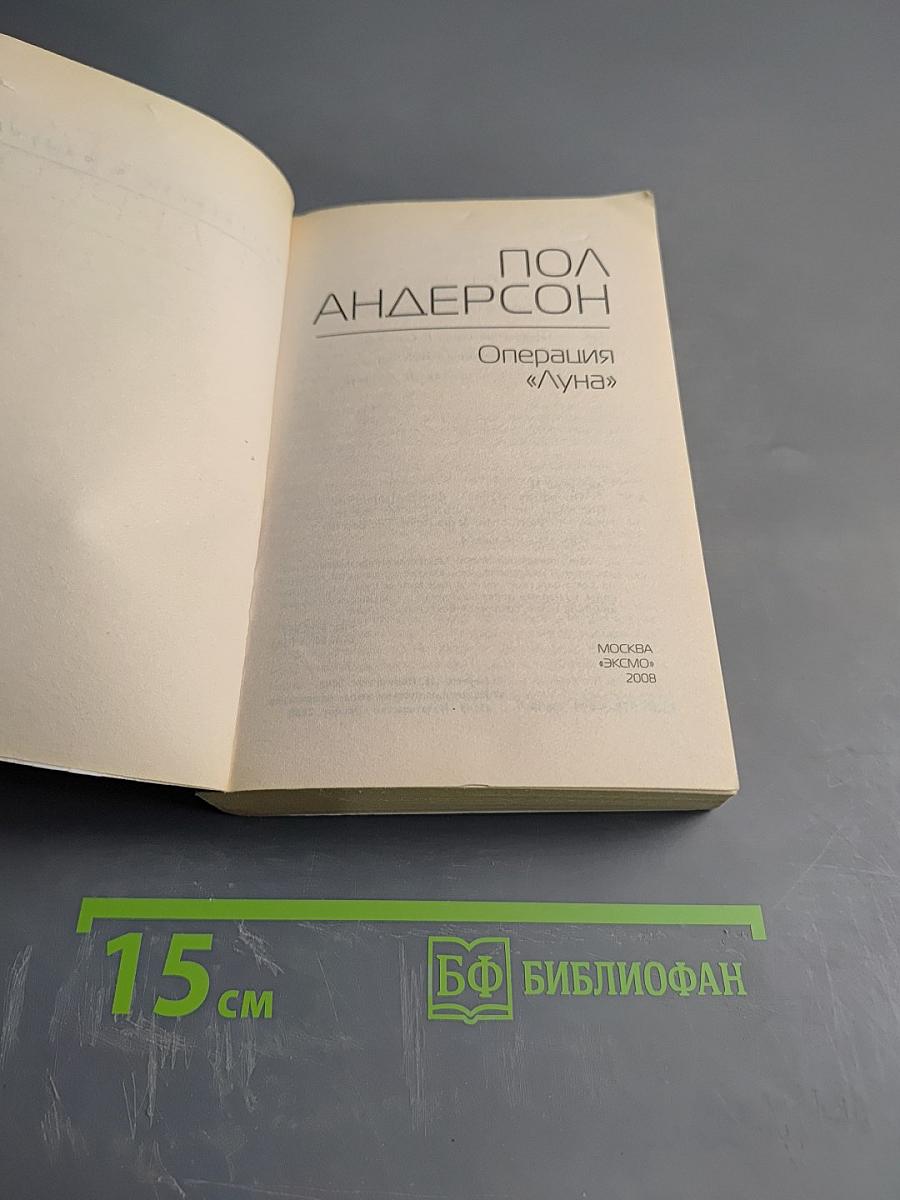 ПОЛ
АНДЕРСОН
Операция
«Луна»
МОСКВА
«ЭКСМО»
2008
15 см
БФ БИБЛИОФАН